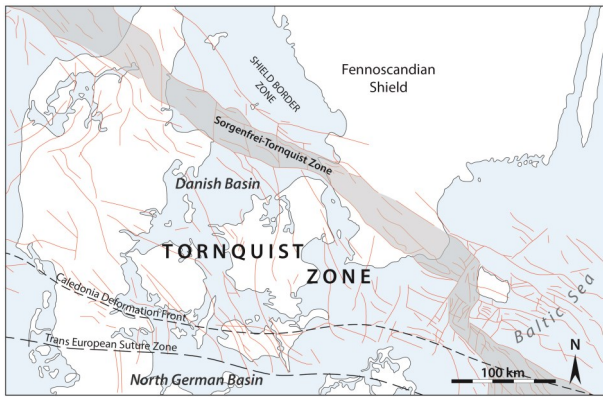 Fennoscandian
Shield
SHIELD BORDER
ZONE
Sorgenfrei-Tornquist Zone
Danish Basin
TORNQUIST
ZONE
Caledonia Deformation Front
Trans European Suture Zone
North German Basin
Baltic Sea
N
100 km